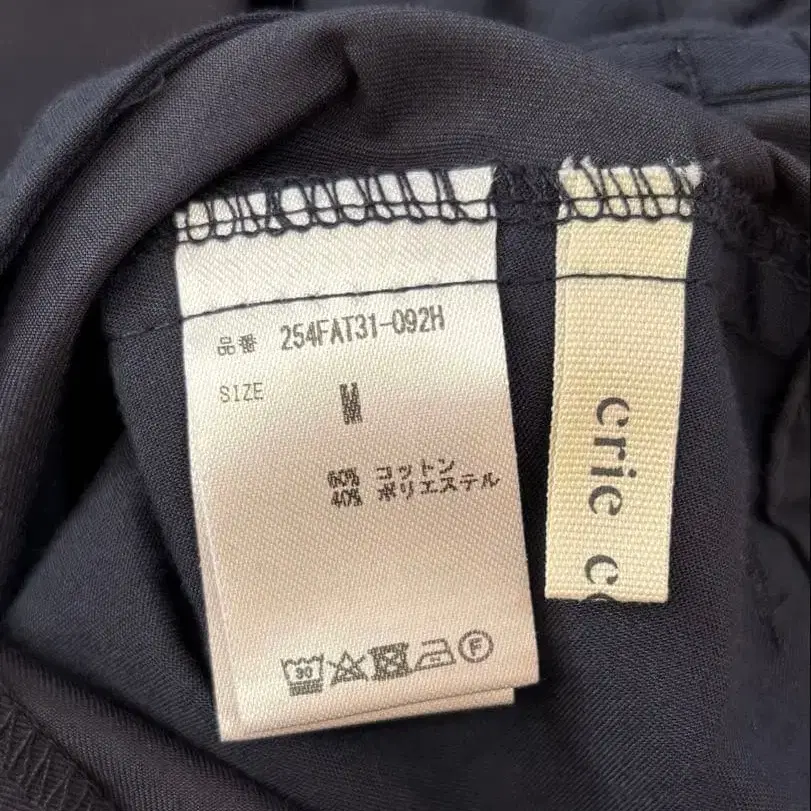 品番 254FAT31-092H
SIZE M
60% コットン
40% ポリエステル
F
crie c